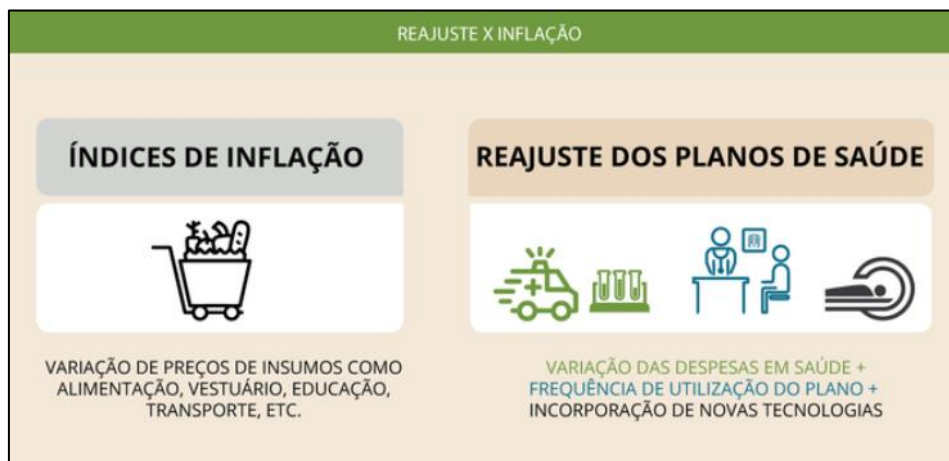 REAJUSTE X INFLAÇÃO
ÍNDICES DE INFLAÇÃO
VARIAÇÃO DE PREÇOS DE INSUMOS COMO
ALIMENTAÇÃO, VESTUÁRIO, EDUCAÇÃO,
TRANSPORTE, ETC.
REAJUSTE DOS PLANOS DE SAÚDE
VARIAÇÃO DAS DESPESAS EM SAÚDE +
FREQUÊNCIA DE UTILIZAÇÃO DO PLANO +
INCORPORAÇÃO DE NOVAS TECNOLOGIAS